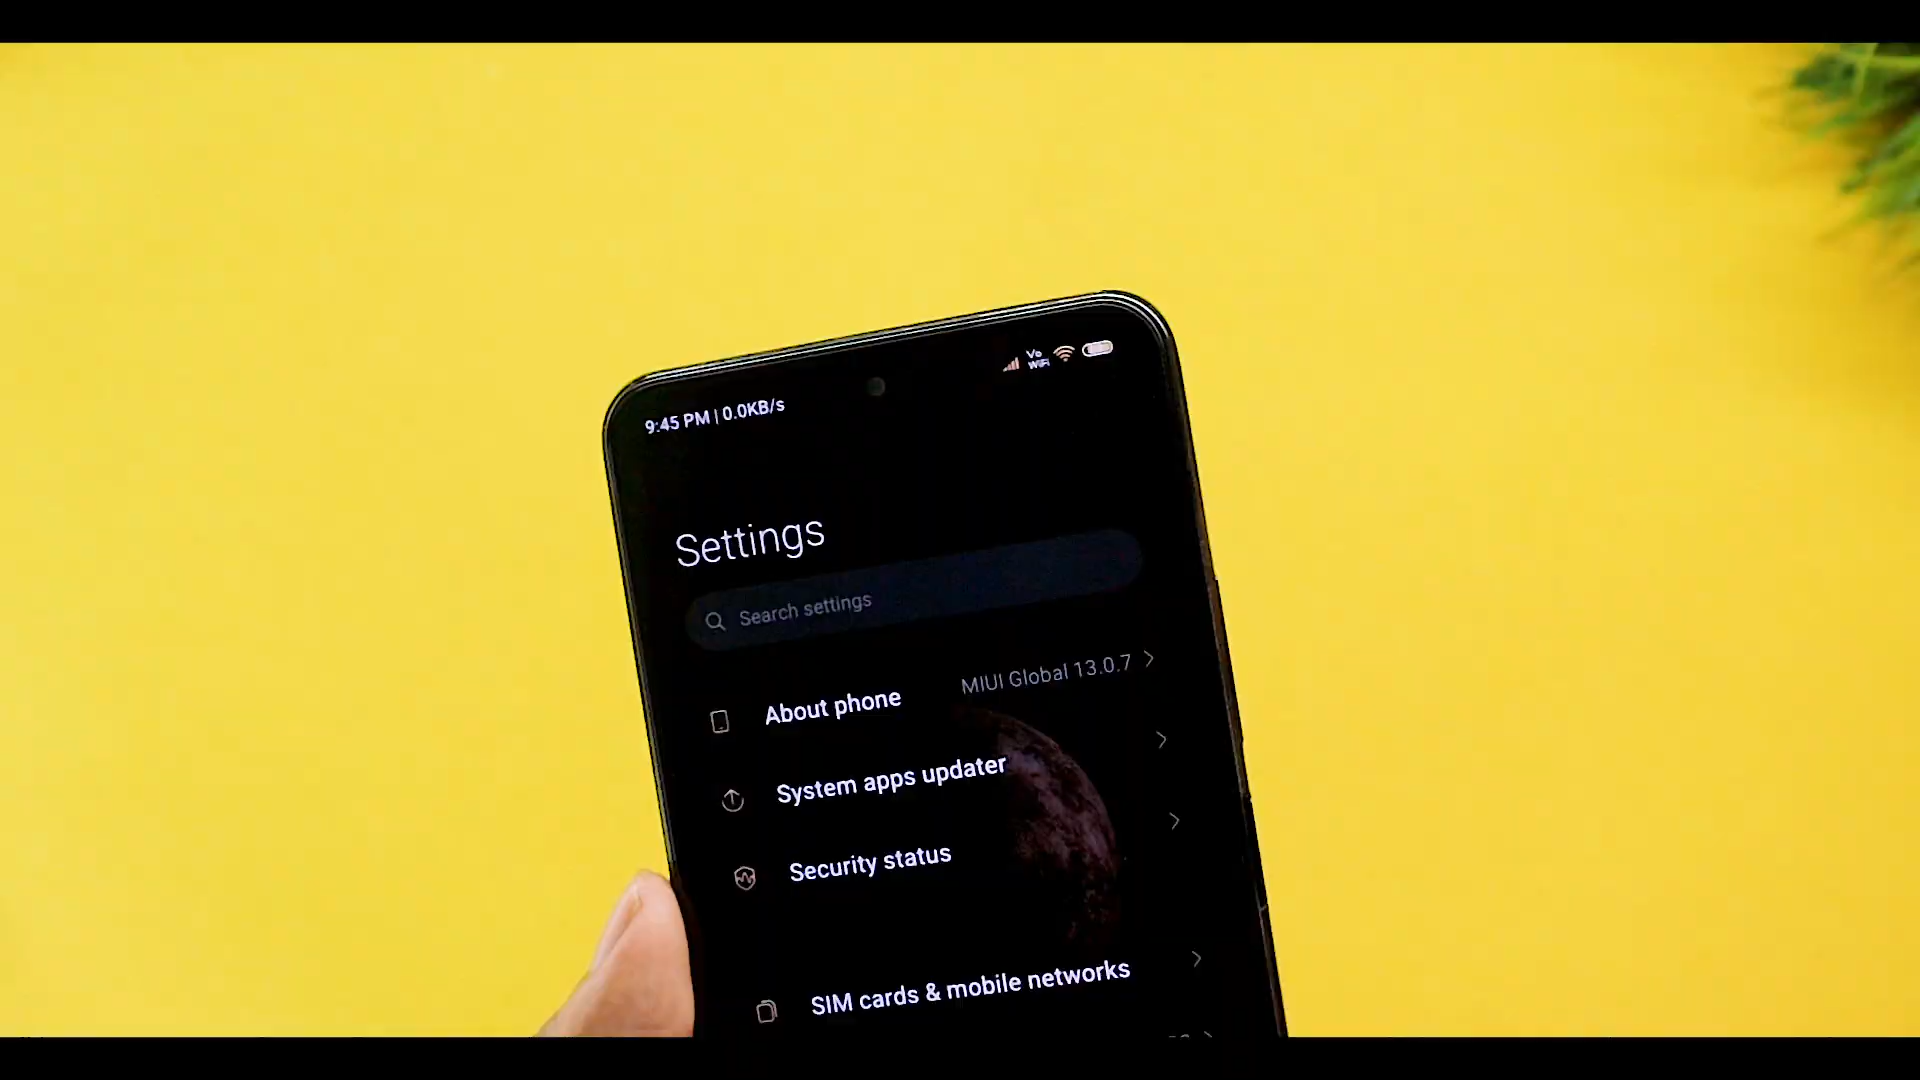 9:45 PM | 0.0KB/s
Vo
WiFi
Settings
Search settings
About phone
MIUI Global 13.0.7
System apps updater
Security status
SIM cards & mobile networks